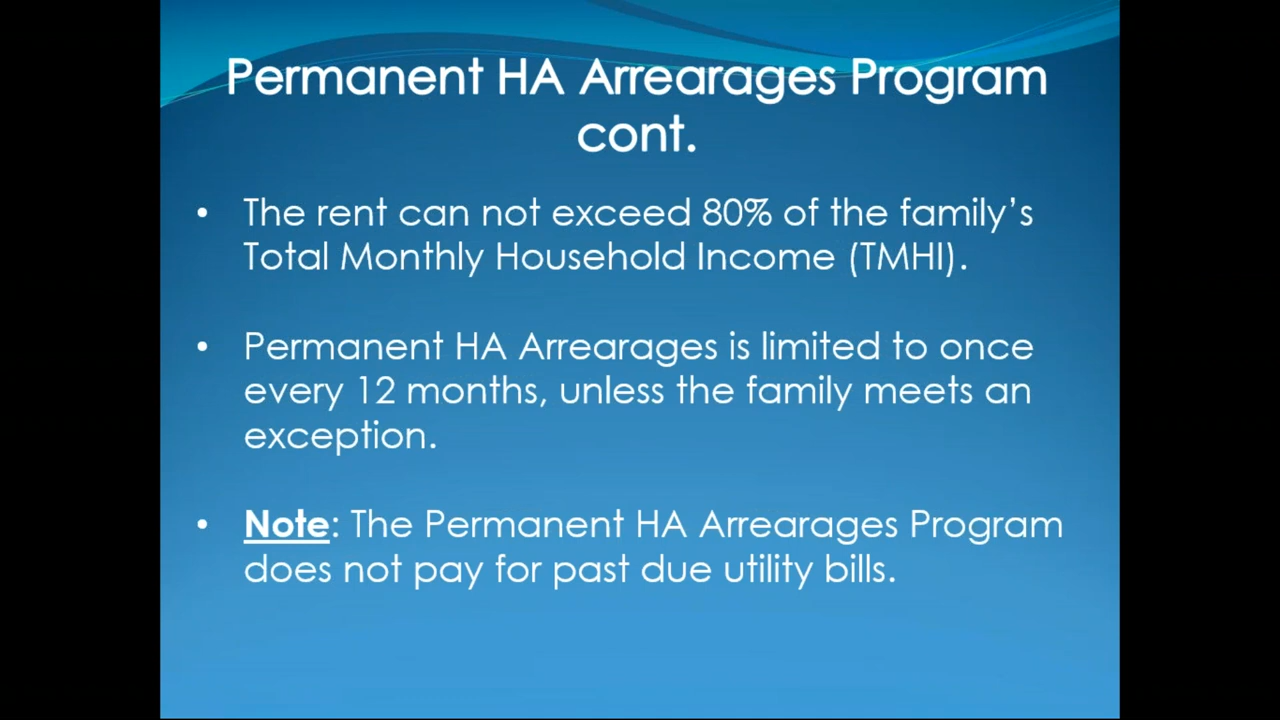 Permanent HA Arrearages Program
cont.
• The rent can not exceed 80% of the family’s
Total Monthly Household Income (TMHI).
• Permanent HA Arrearages is limited to once
every 12 months, unless the family meets an
exception.
• Note: The Permanent HA Arrearages Program
does not pay for past due utility bills.